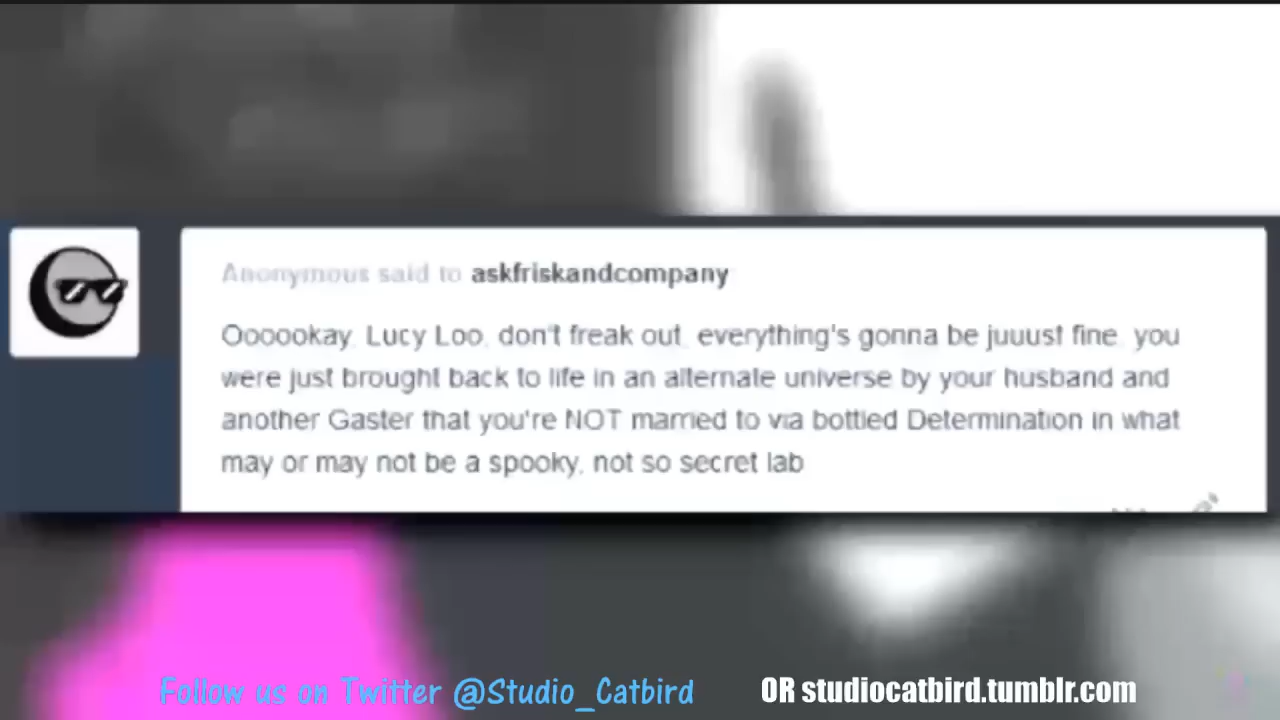 Anonymous said to askfriskandcompany
Oooookay, Lucy Loo, don't freak out, everything's gonna be juuust fine, you
were just brought back to life in an alternate universe by your husband and
another Gaster that you're NOT married to via bottled Determination in what
may or may not be a spooky, not so secret lab
Follow us on Twitter @Studio_Catbird OR studiocatbird.tumblr.com